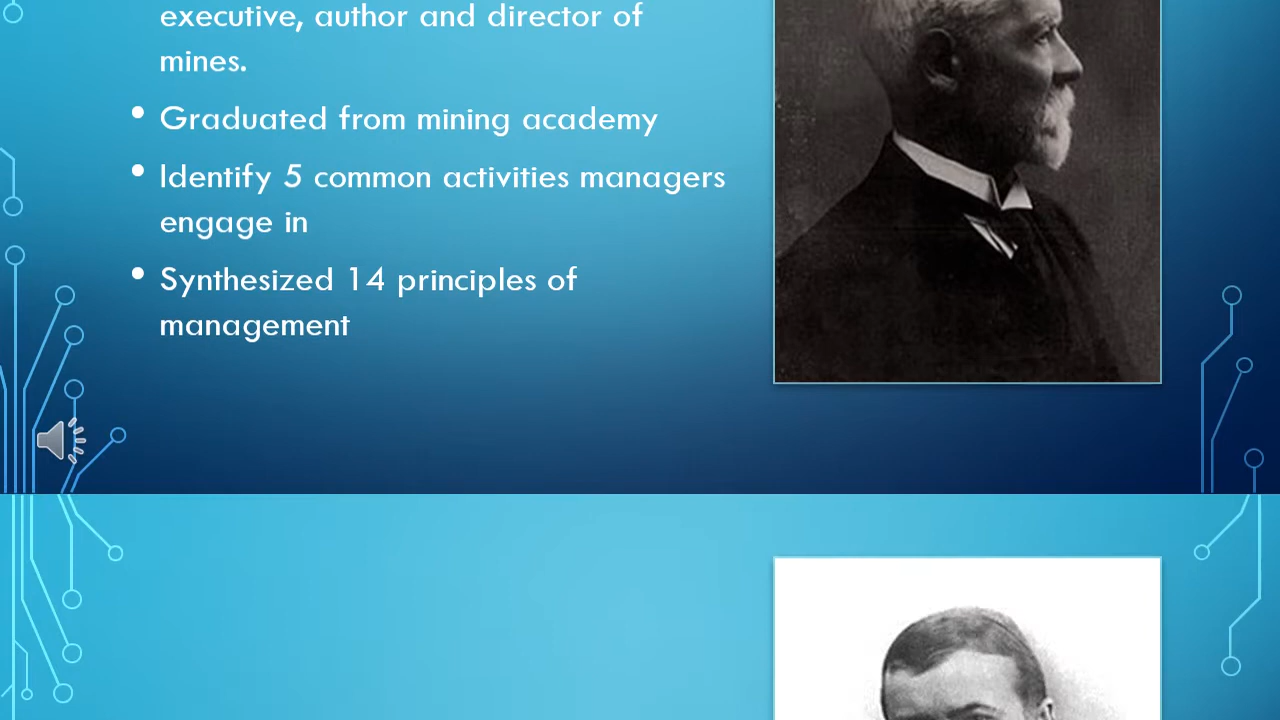 executive, author and director of
mines.
• Graduated from mining academy
• Identify 5 common activities managers
engage in
• Synthesized 14 principles of
management